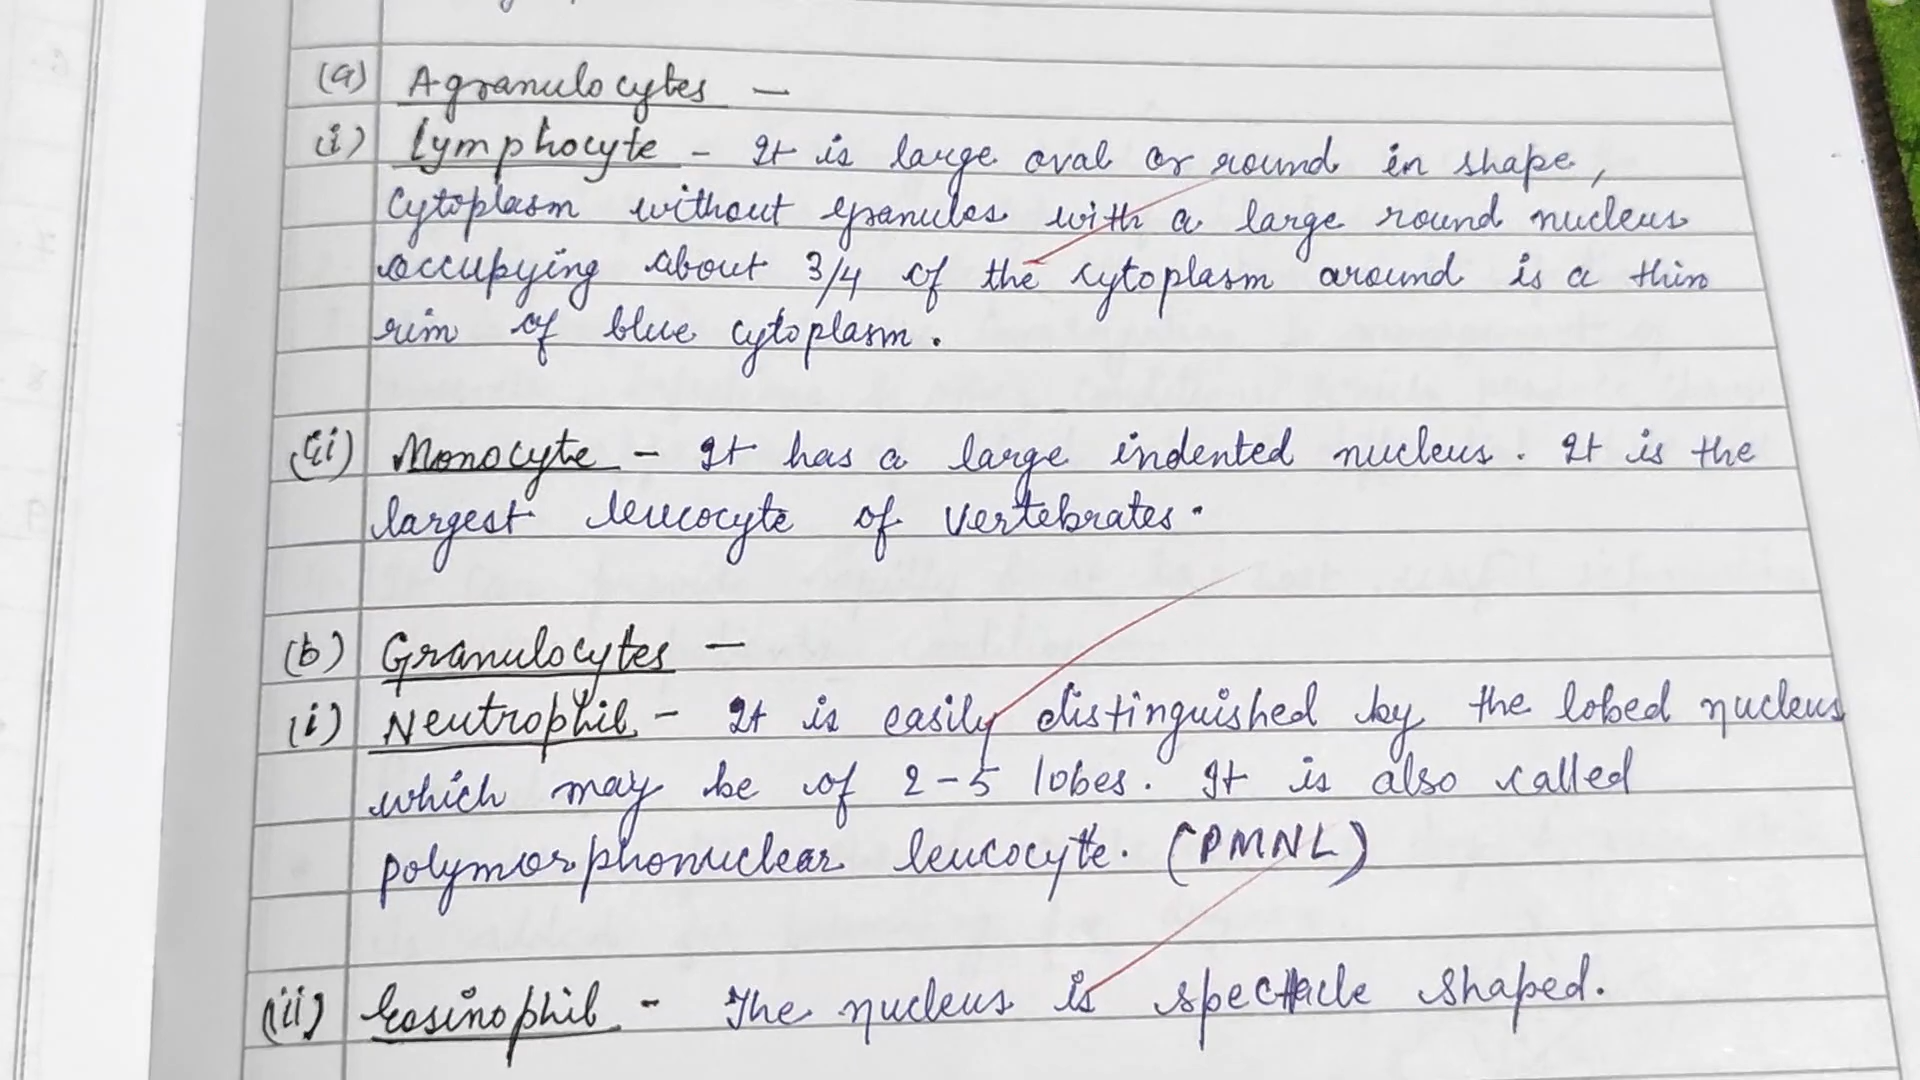 (a) Agranulocytes —
(i) Lymphocyte - It is large oval or round in shape,
cytoplasm without granules with a large round nucleus
occupying about 3/4 of the cytoplasm around is a thin
rim of blue cytoplasm.
(ii) Monocyte - It has a large indented nucleus. It is the
largest leucocyte of vertebrates.
(b) Granulocytes —
(i) Neutrophil - It is easily distinguished by the lobed nucleus
which may be of 2-5 lobes. It is also called
polymorphonuclear leucocyte. (PMNL)
(ii) Eosinophil - The nucleus is spectacle shaped.